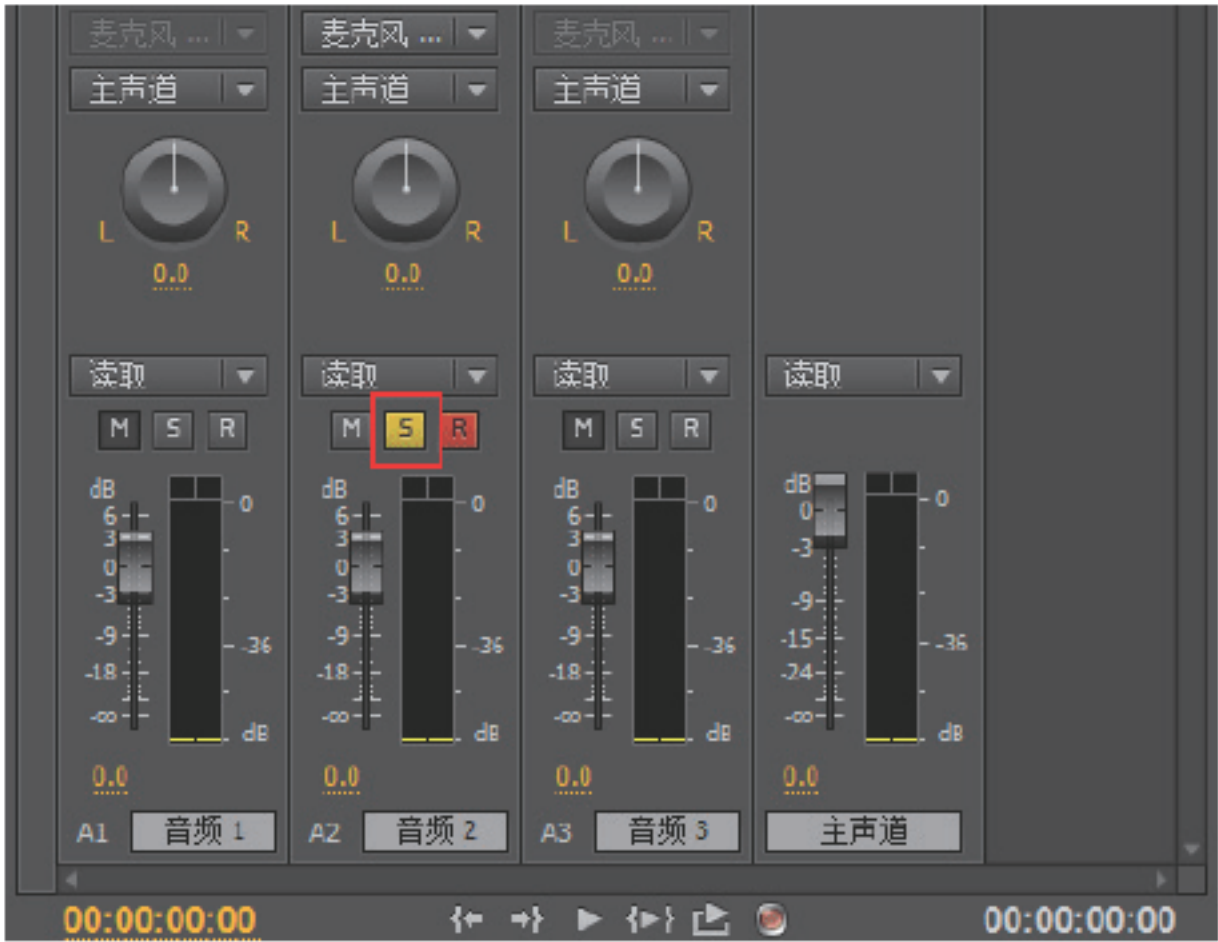 麦克风 ... 麦克风 ... 麦克风 ...
主声道 主声道 主声道
L R L R L R
0.0 0.0 0.0
读取 读取 读取 读取
M S R M S R M S R
dB dB dB dB
0 0 0 0
6 6 6 0
3 3 3 -3
0 0 0 -9
-3 -3 -3 -15
-9 -36 -9 -36 -9 -36 -24 -36
-18 -18 -18
-∞ -∞ -∞ -∞
dB dB dB dB
0.0 0.0 0.0 0.0
A1 音频 1 A2 音频 2 A3 音频 3 主声道
00:00:00:00 00:00:00:00